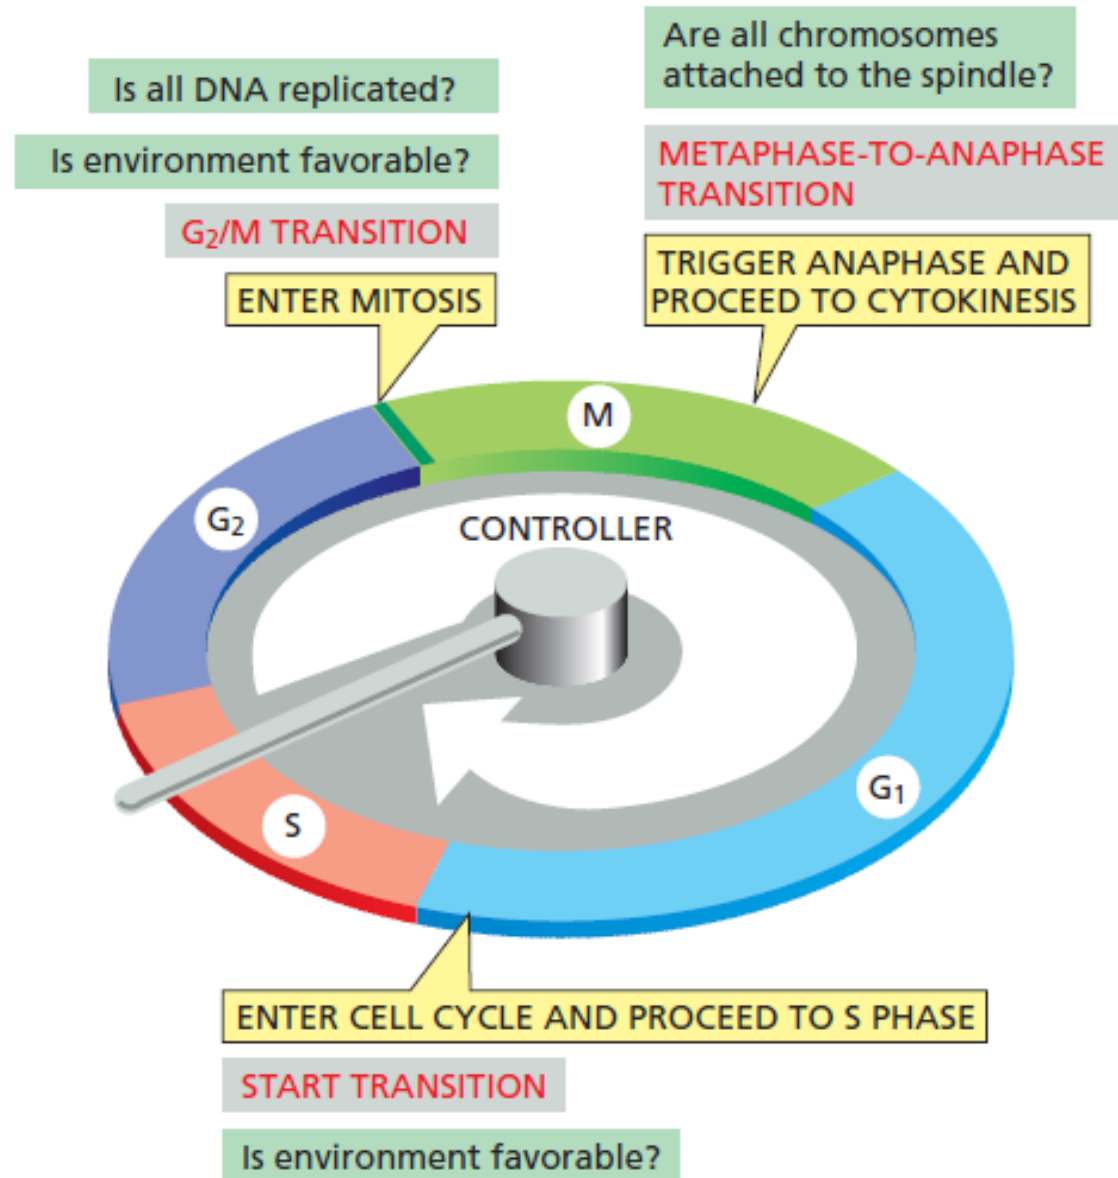 Is all DNA replicated?
Is environment favorable?
G₂/M TRANSITION
ENTER MITOSIS
Are all chromosomes
attached to the spindle?
METAPHASE-TO-ANAPHASE
TRANSITION
TRIGGER ANAPHASE AND
PROCEED TO CYTOKINESIS
M
G₂
CONTROLLER
G₁
S
ENTER CELL CYCLE AND PROCEED TO S PHASE
START TRANSITION
Is environment favorable?